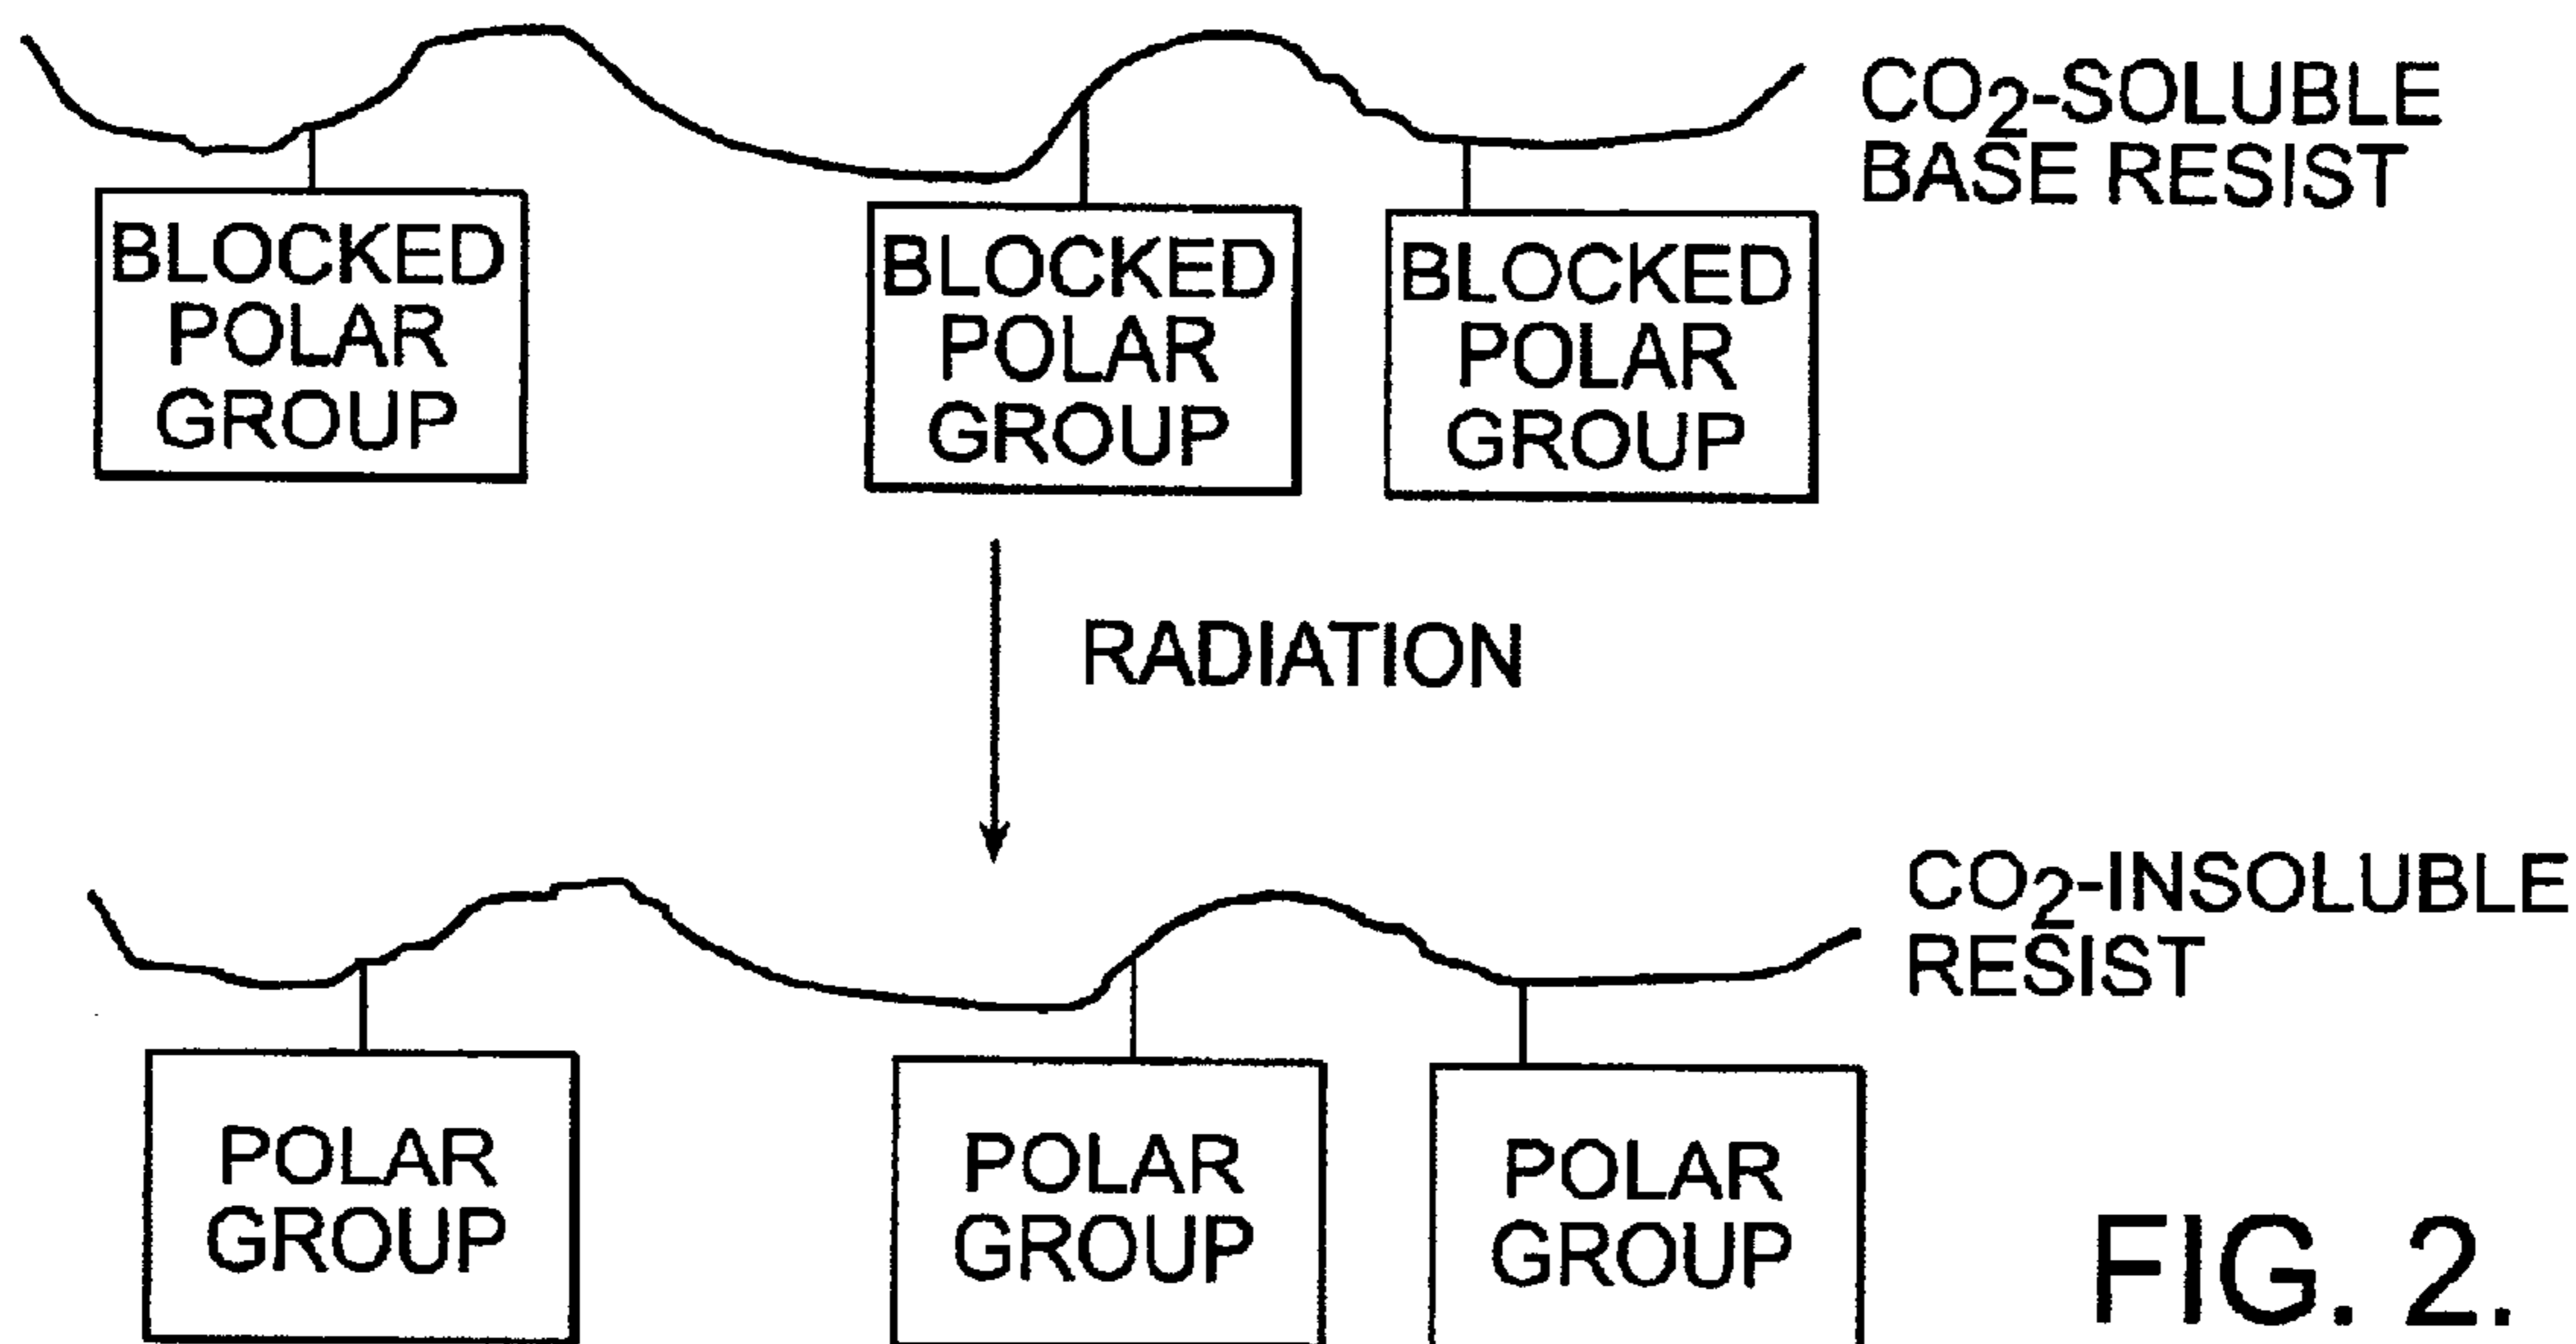 CO2-SOLUBLE
BASE RESIST
BLOCKED
POLAR
GROUP
BLOCKED
POLAR
GROUP
BLOCKED
POLAR
GROUP
RADIATION
CO2-INSOLUBLE
RESIST
POLAR
GROUP
POLAR
GROUP
POLAR
GROUP
FIG. 2.